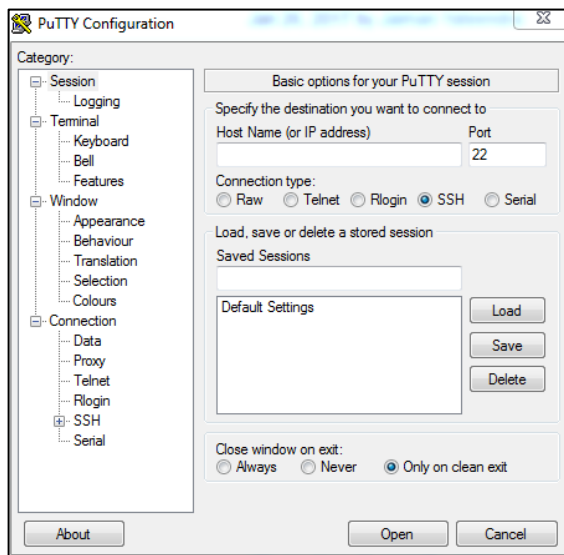 PuTTY Configuration
Category:
Session
Logging
Terminal
Keyboard
Bell
Features
Window
Appearance
Behaviour
Translation
Selection
Colours
Connection
Data
Proxy
Telnet
Rlogin
SSH
Serial
Basic options for your PuTTY session
Specify the destination you want to connect to
Host Name (or IP address) Port
22
Connection type:
Raw Telnet Rlogin SSH Serial
Load, save or delete a stored session
Saved Sessions
Default Settings
Load
Save
Delete
Close window on exit:
Always Never Only on clean exit
About Open Cancel